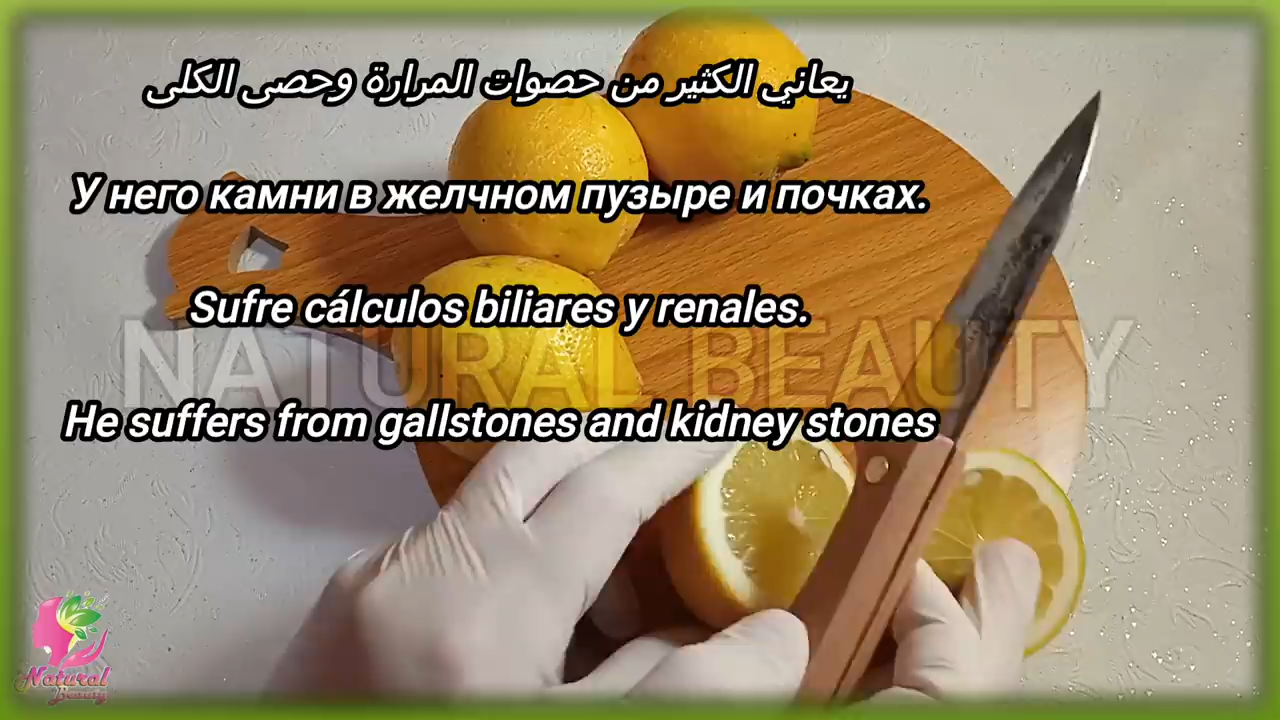 يعاني الكثير من حصوات المرارة وحصى الكلى
У него камни в желчном пузыре и почках.
Sufre cálculos biliares y renales.
NATURAL BEAUTY
He suffers from gallstones and kidney stones
Natural
Beauty